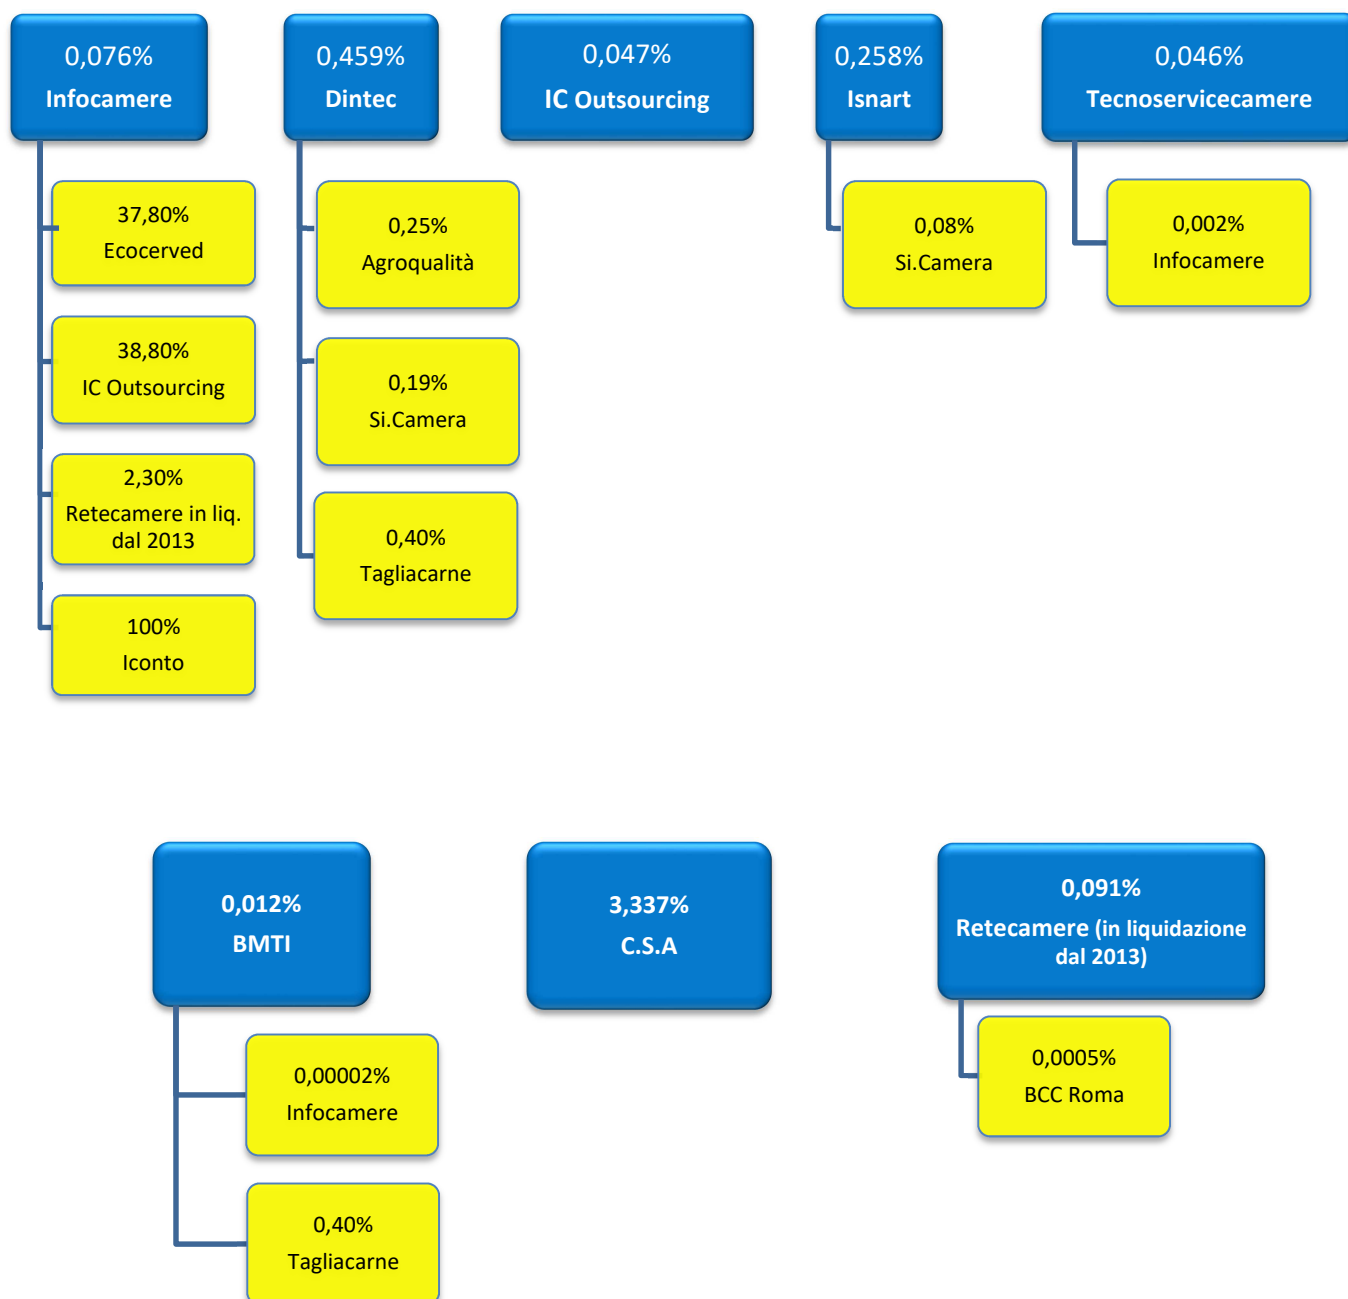 0,076%
Infocamere
0,459%
Dintec
0,047%
IC Outsourcing
0,258%
Isnart
0,046%
Tecnoservicecamere
37,80%
Ecocerved
0,25%
Agroqualità
0,08%
Si.Camera
0,002%
Infocamere
38,80%
IC Outsourcing
0,19%
Si.Camera
2,30%
Retecamere in liq.
dal 2013
0,40%
Tagliacarne
100%
Iconto
0,012%
BMTI
3,337%
C.S.A
0,091%
Retecamere (in liquidazione
dal 2013)
0,00002%
Infocamere
0,0005%
BCC Roma
0,40%
Tagliacarne